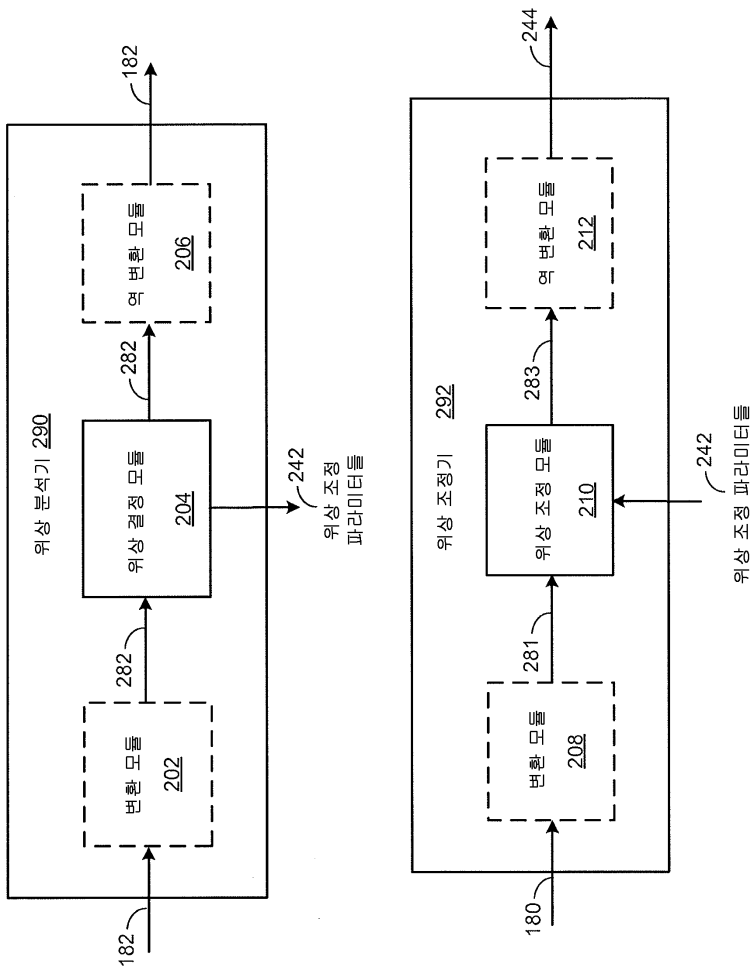 위상 분석기 290
182
변환 모듈
202
282
위상 결정 모듈
204
282
역 변환 모듈
206
182
242
위상 조정
파라미터들
위상 조정기 292
180
변환 모듈
208
281
위상 조정 모듈
210
283
역 변환 모듈
212
244
242
위상 조정 파라미터들